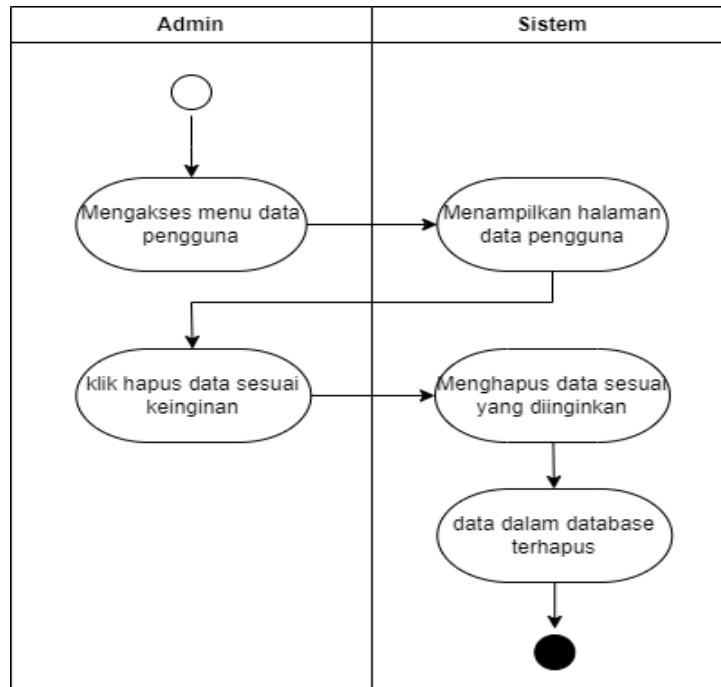 Admin
Sistem
Mengakses menu data
pengguna
Menampilkan halaman
data pengguna
klik hapus data sesuai
keinginan
Menghapus data sesuai
yang diinginkan
data dalam database
terhapus